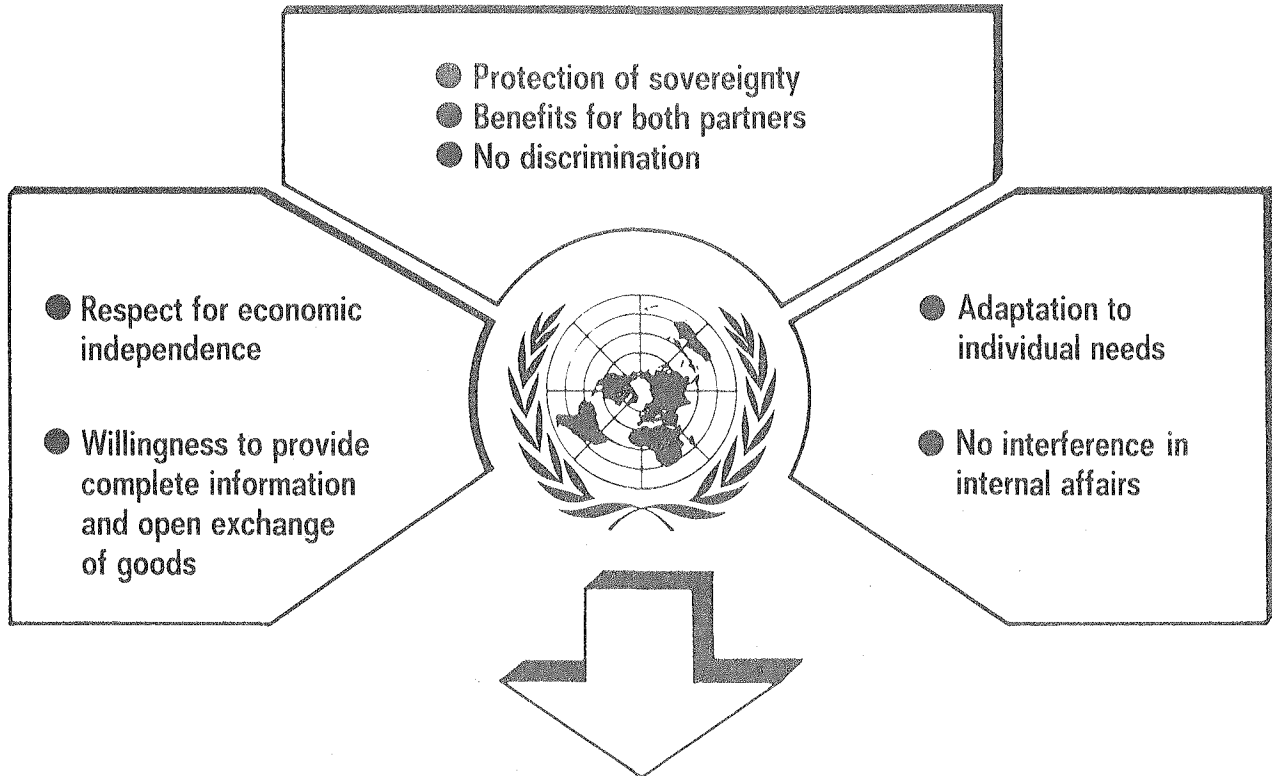 ● Protection of sovereignty
● Benefits for both partners
● No discrimination
● Respect for economic
independence
● Willingness to provide
complete information
and open exchange
of goods
● Adaptation to
individual needs
● No interference in
internal affairs